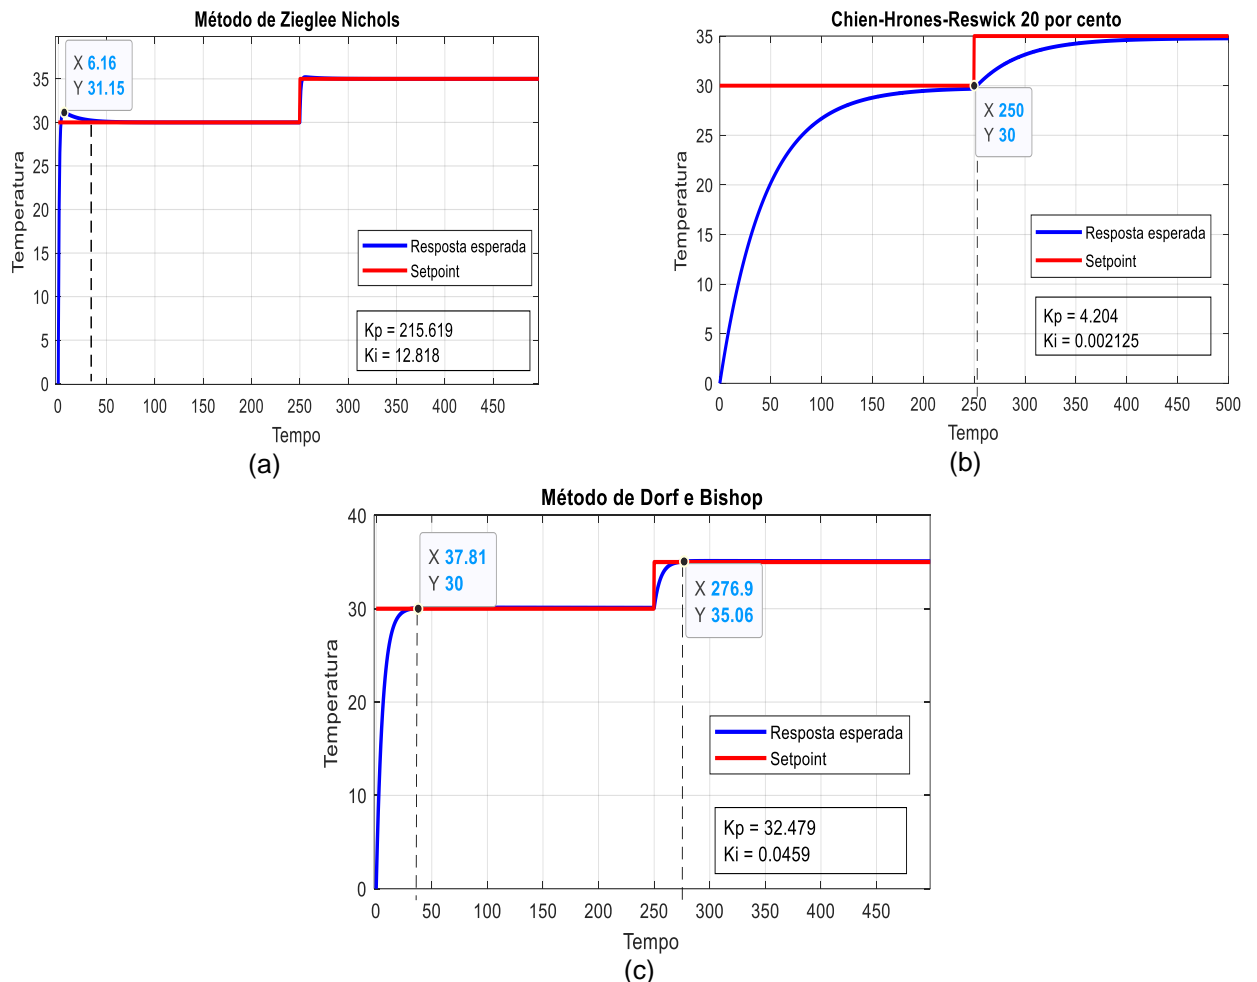 Método de Zieglee Nichols
X 6.16
Y 31.15
35
30
25
20
15
10
5
0
Temperatura
Resposta esperada
Setpoint
Kp = 215.619
Ki = 12.818
0 50 100 150 200 250 300 350 400 450
Tempo
(a)
Chien-Hrones-Reswick 20 por cento
35
30
25
20
15
10
5
0
Temperatura
X 250
Y 30
Resposta esperada
Setpoint
Kp = 4.204
Ki = 0.002125
0 50 100 150 200 250 300 350 400 450 500
Tempo
(b)
Método de Dorf e Bishop
40
30
20
10
0
Temperatura
X 37.81
Y 30
X 276.9
Y 35.06
Resposta esperada
Setpoint
Kp = 32.479
Ki = 0.0459
0 50 100 150 200 250 300 350 400 450
Tempo
(c)